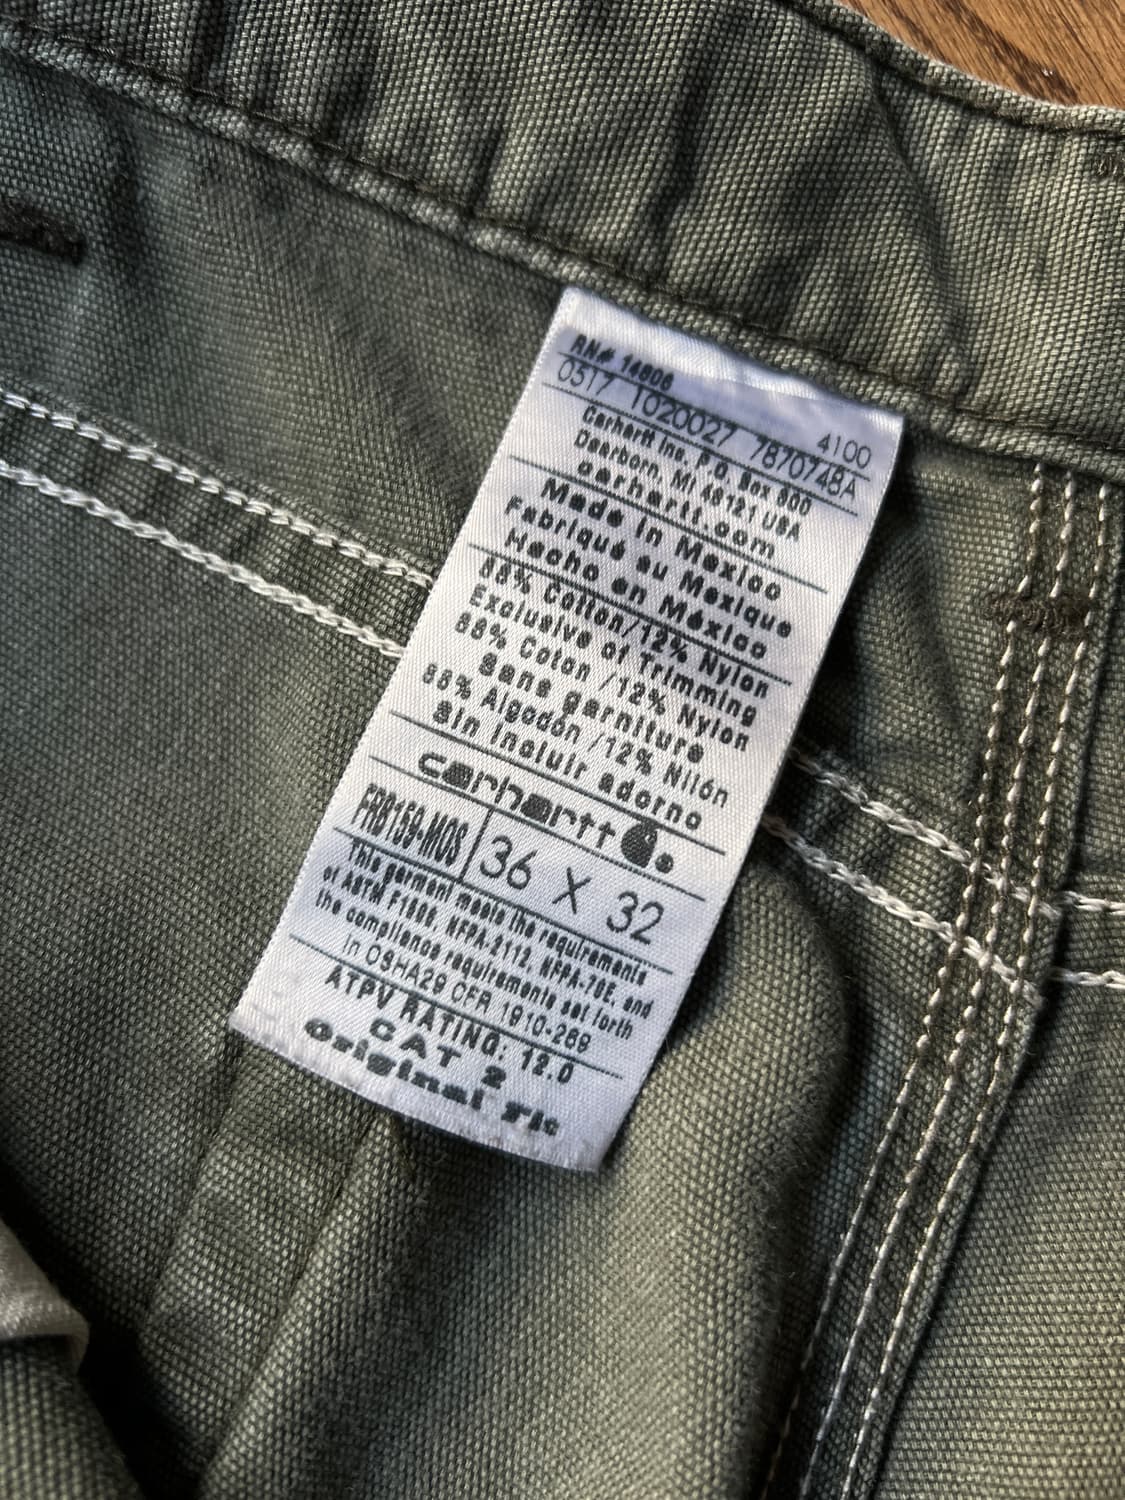 RN# 14806
4100
0517 1020027 7870748A
Carhartt Inc. P.O. Box 600
Dearborn, MI 48121 USA
carhartt.com
Made in Mexico
Fabriqué au Mexique
Hecho en México
88% Cotton/12% Nylon
Exclusive of Trimming
88% Coton /12% Nylon
Sans garniture
88% Algodón /12% Nilón
Sin incluir adorno
carhartt
FRB159-MOS 36 X 32
This garment meets the requirements
of ASTM F1506, NFPA-2112, NFPA-70E, and
the compliance requirements set forth
in OSHA29 CFR 1910-269
ATPV RATING: 12.0
CAT 2
Original Fit